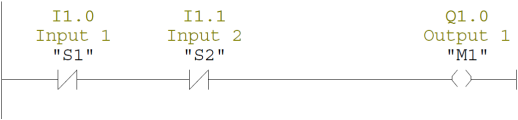 I1.0 I1.1 Q1.0
Input 1 Input 2 Output 1
"S1" "S2" "M1"